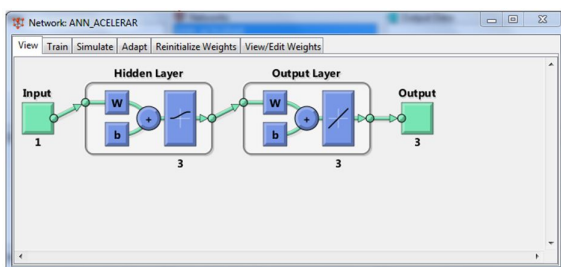 Network: ANN_ACELERAR
View Train Simulate Adapt Reinitialize Weights View/Edit Weights
Hidden Layer Output Layer
Input Output
W W
+ +
b b
1 3 3 3